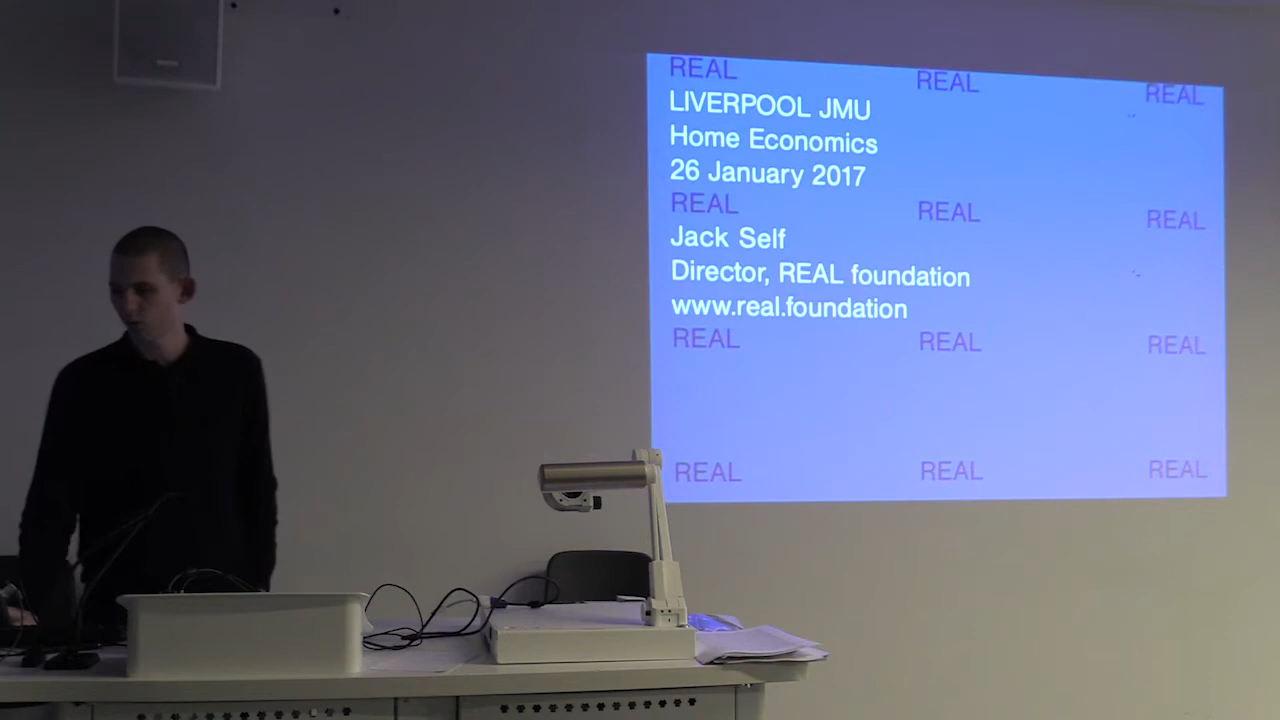 REAL REAL REAL
LIVERPOOL JMU
Home Economics
26 January 2017
REAL REAL REAL
Jack Self
Director, REAL foundation
www.real.foundation
REAL REAL REAL
REAL REAL REAL